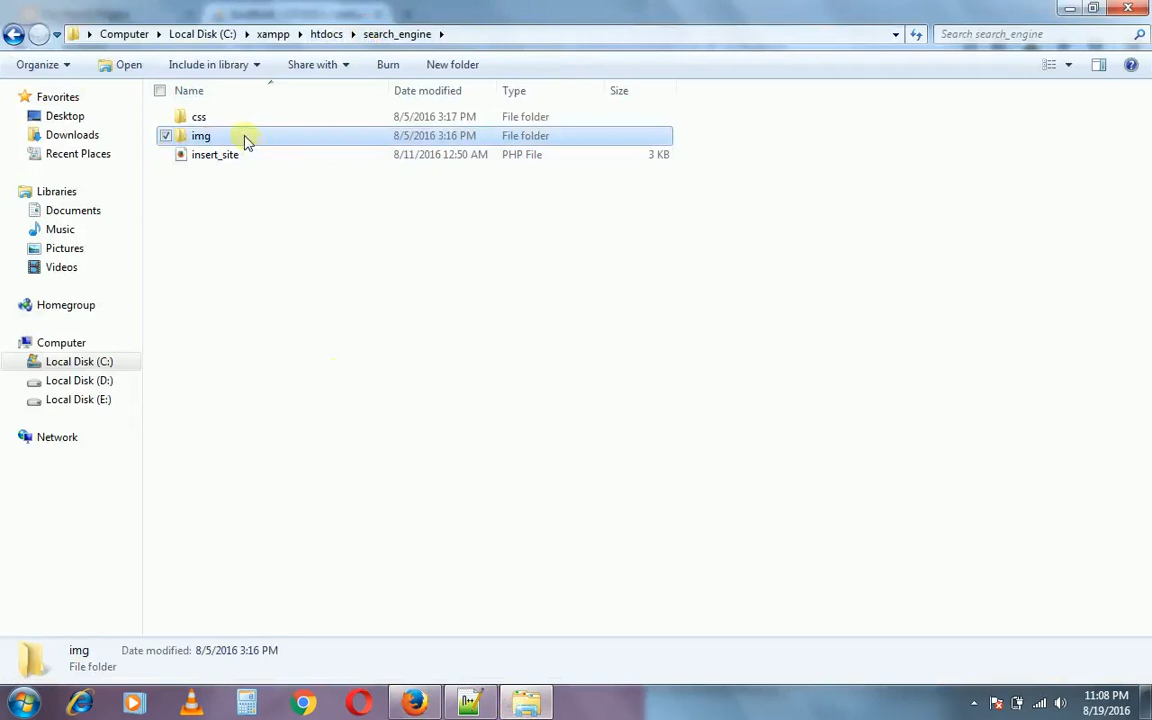 Computer ▸ Local Disk (C:) ▸ xampp ▸ htdocs ▸ search_engine ▸
Search search_engine
Organize Open Include in library Share with Burn New folder
Name Date modified Type Size
Favorites
Desktop
Downloads
Recent Places
Libraries
Documents
Music
Pictures
Videos
Homegroup
Computer
Local Disk (C:)
Local Disk (D:)
Local Disk (E:)
Network
css 8/5/2016 3:17 PM File folder
img 8/5/2016 3:16 PM File folder
insert_site 8/11/2016 12:50 AM PHP File 3 KB
img Date modified: 8/5/2016 3:16 PM
File folder
11:08 PM
8/19/2016